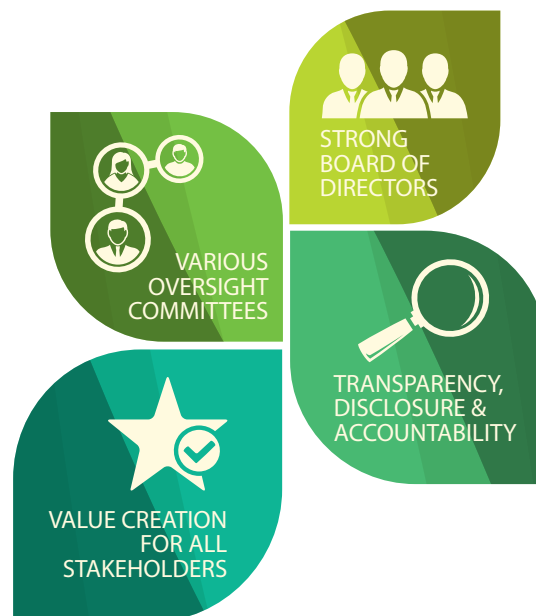 STRONG
BOARD OF
DIRECTORS
VARIOUS
OVERSIGHT
COMMITTEES
TRANSPARENCY,
DISCLOSURE &
ACCOUNTABILITY
VALUE CREATION
FOR ALL
STAKEHOLDERS